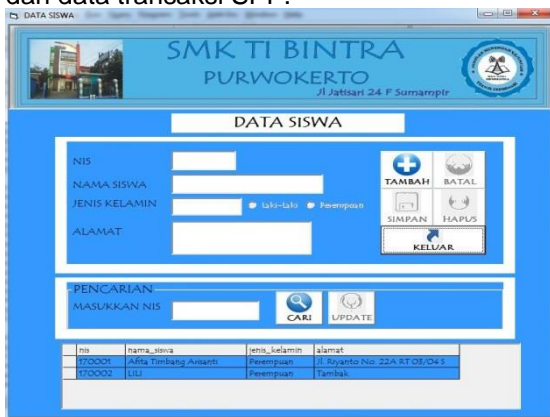 dan data transaksi SPP.
DATA SISWA
SMK TI BINTRA
PURWOKERTO
Jl Jatisari 24 F Sumampir
DATA SISWA
NIS
NAMA SISWA
JENIS KELAMIN
Laki-Laki
Perempuan
ALAMAT
TAMBAH
BATAL
SIMPAN
HAPUS
KELUAR
PENCARIAN
MASUKKAN NIS
CARI
UPDATE
nis nama_siswa jenis_kelamin alamat
170001 Afita Timbang Arisanti Perempuan Jl. Riyanto No. 22A RT 03/04 S
170002 LILI Perempuan Tambak